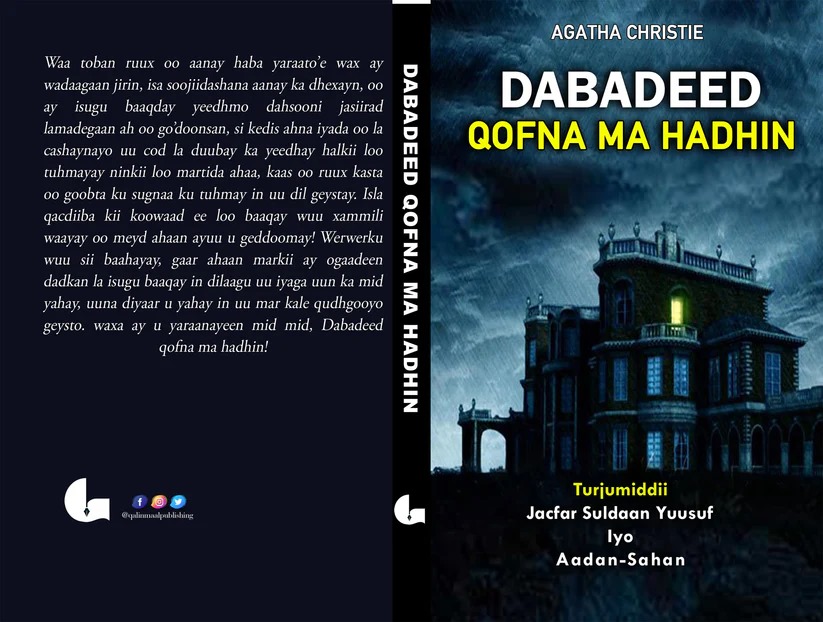 Waa toban ruux oo aanay haba yaraato’e wax ay
wadaagaan jirin, isa soojiidashana aanay ka dhexayn, oo
ay isugu baaqday yeedhmo dahsooni jasiirad
lamadegaan ah oo go’doonsan, si kedis ahna iyada oo la
cashaynayo uu cod la duubay ka yeedhay halkii loo
tuhmayay ninkii loo martida ahaa, kaas oo ruux kasta
oo goobta ku sugnaa ku tuhmay in uu dil geystay. Isla
qacdiiba kii koowaad ee loo baaqay wuu xammili
waayay oo meyd ahaan ayuu u geddoomay! Werwerku
wuu sii baahayay, gaar ahaan markii ay ogaadeen
dadkan la isugu baaqay in dilaagu uu iyaga uun ka mid
yahay, uuna diyaar u yahay in uu mar kale qudhgooyo
geysto. waxa ay u yaraanayeen mid mid, Dabadeed
qofna ma hadhin!
@qalinmaalpublishing
DABADEED QOFNA MA HADHIN
AGATHA CHRISTIE
DABADEED
QOFNA MA HADHIN
Turjumiddii
Jacfar Suldaan Yuusuf
Iyo
Aadan-Sahan